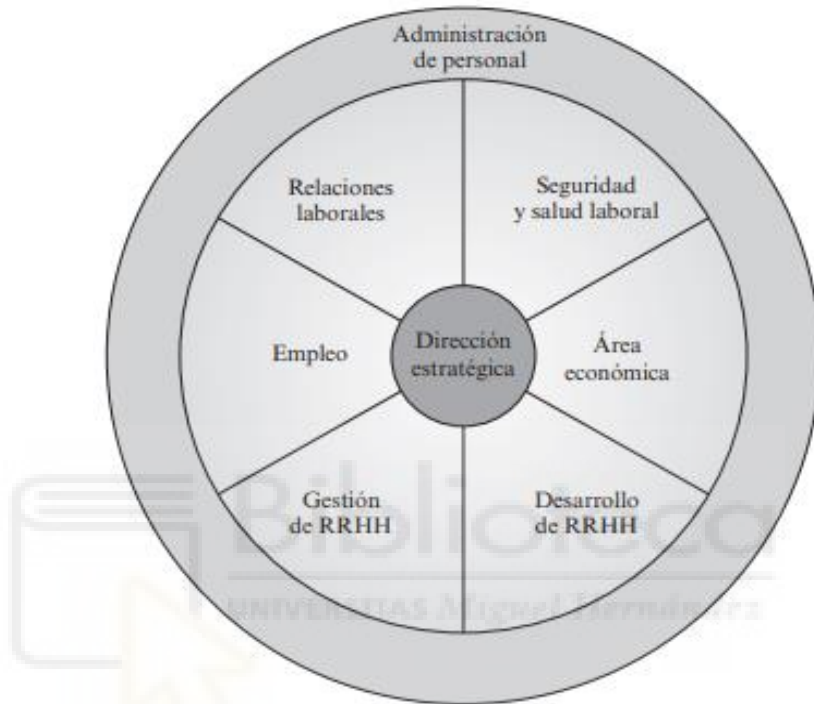 Administración
de personal
Relaciones
laborales
Seguridad
y salud laboral
Empleo
Dirección
estratégica
Área
económica
Gestión
de RRHH
Desarrollo
de RRHH
Biblioteca
UNIVERSITAS Miguel Hernández